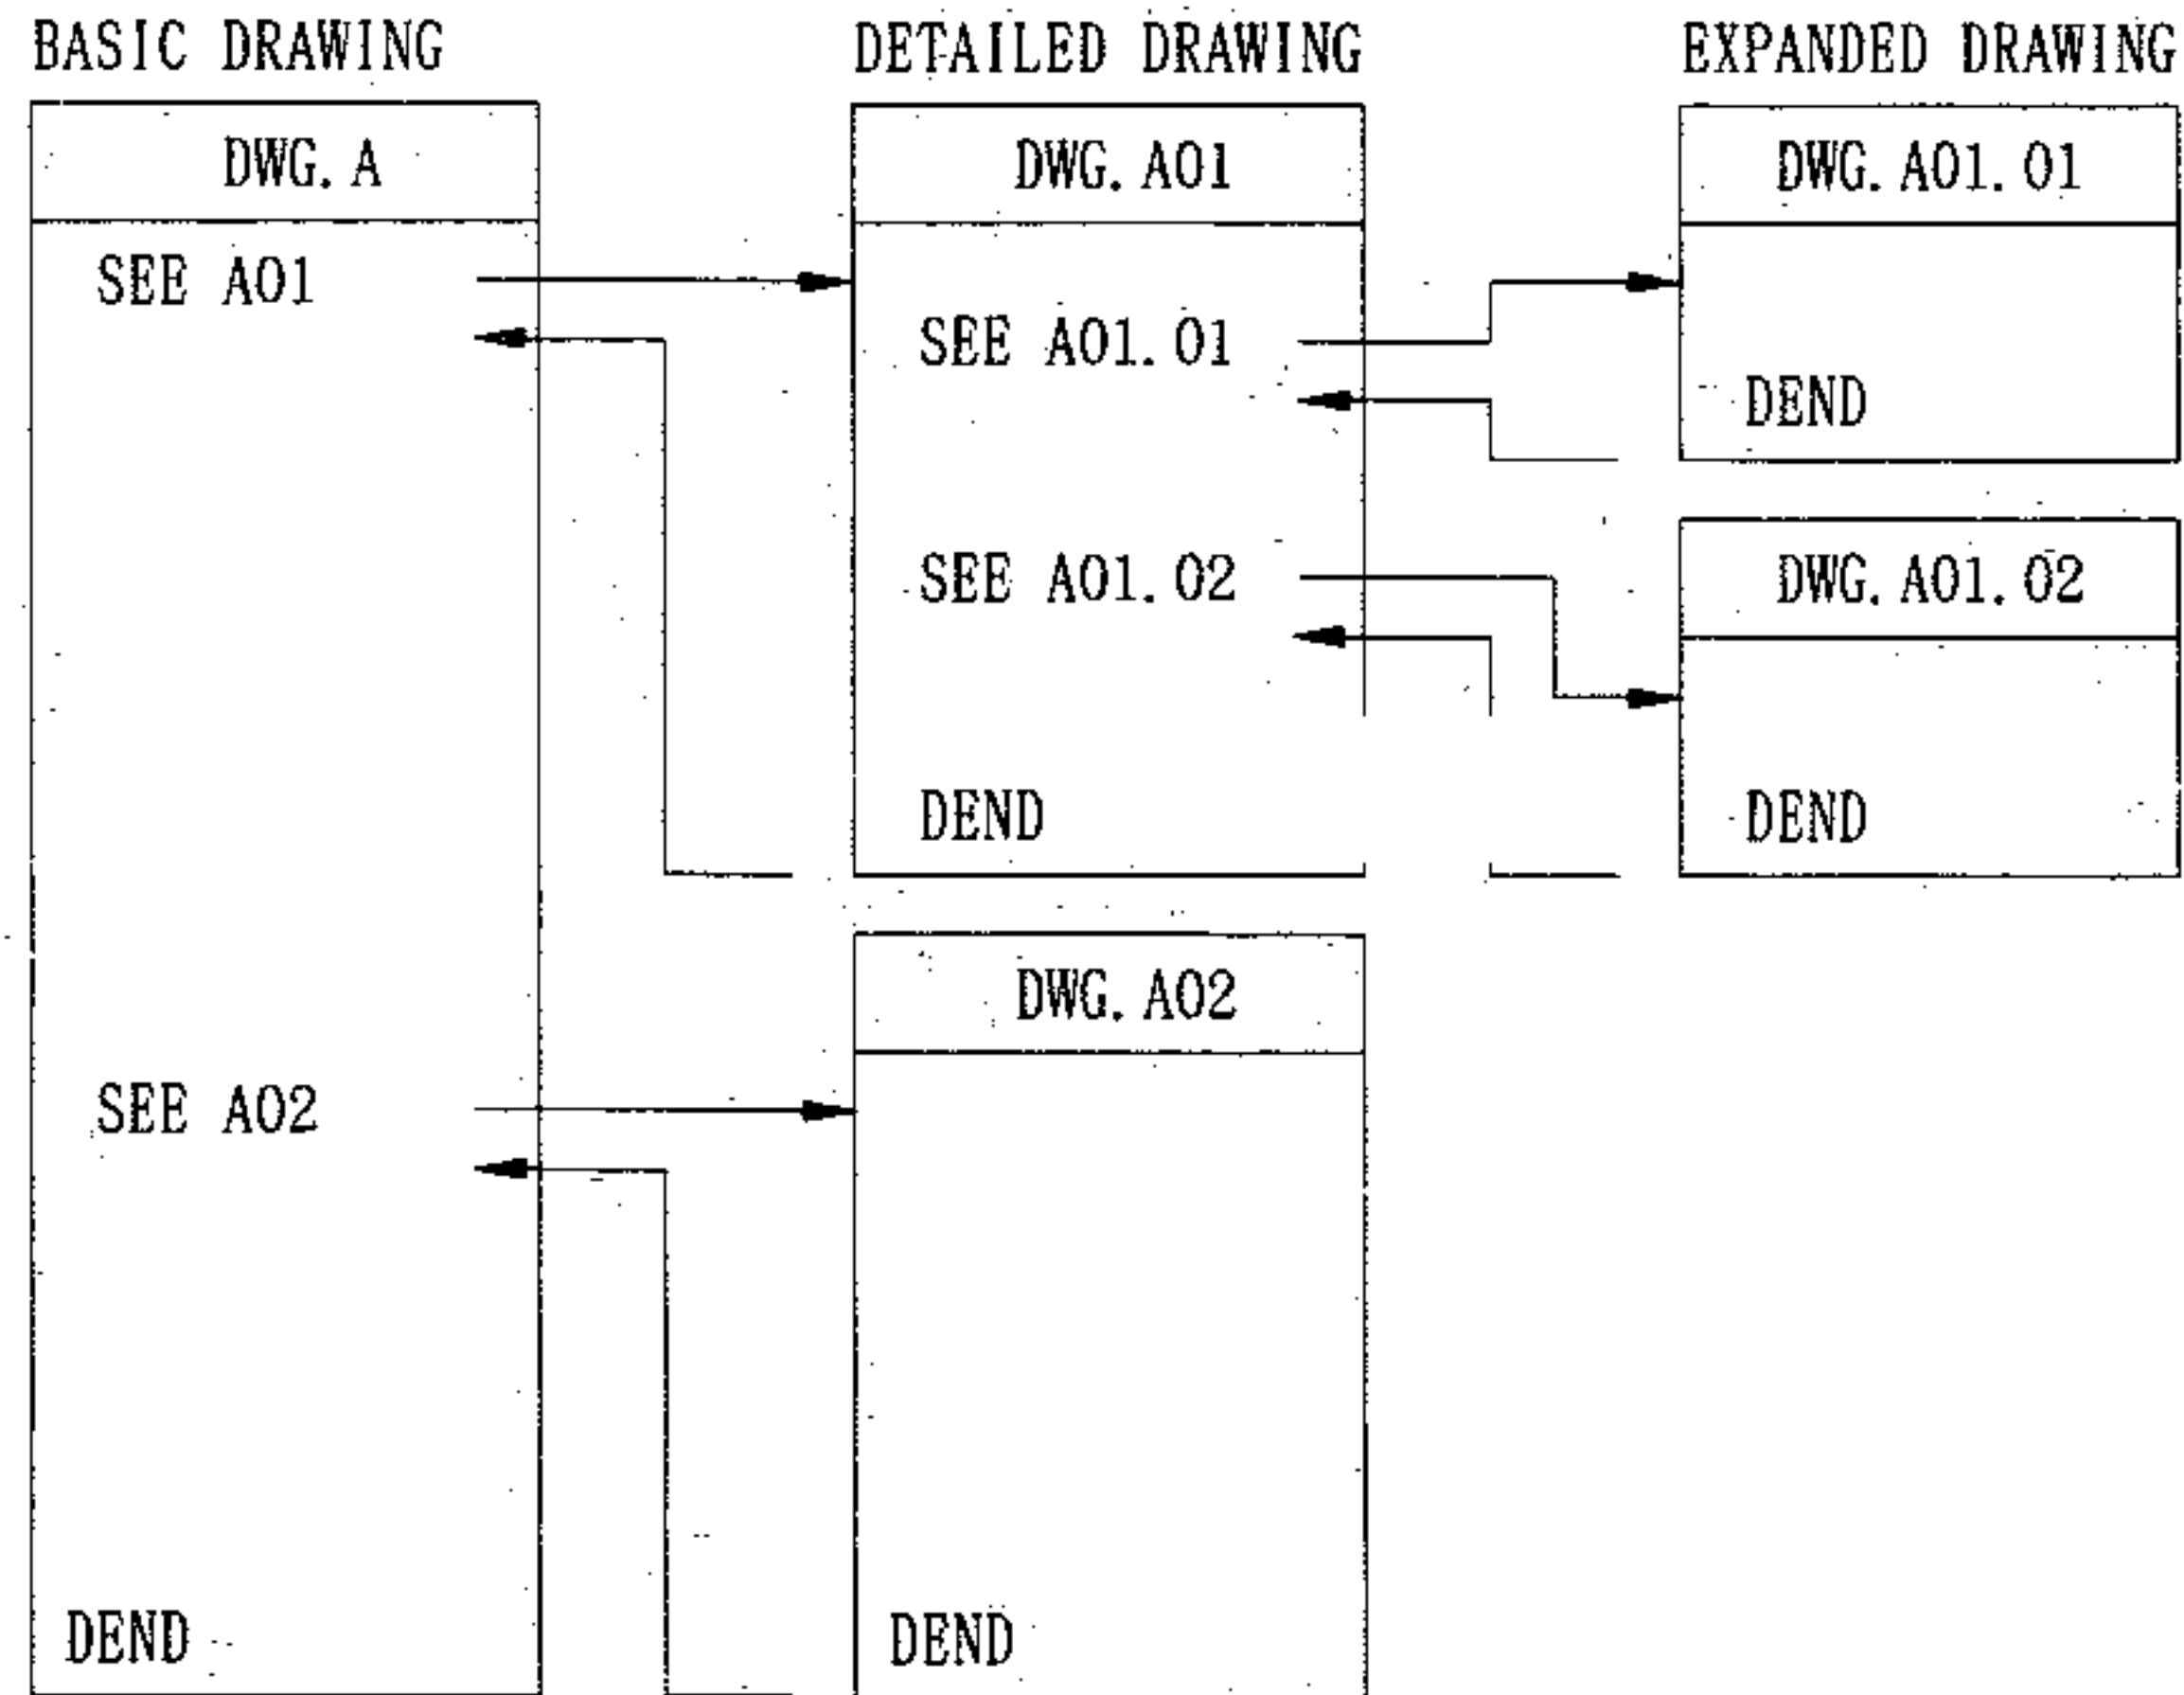 BASIC DRAWING
DETAILED DRAWING
EXPANDED DRAWING
DWG. A
SEE A01
SEE A02
DEND
DWG. A01
SEE A01. 01
SEE A01. 02
DEND
DWG. A02
DEND
DWG. A01. 01
DEND
DWG. A01. 02
DEND